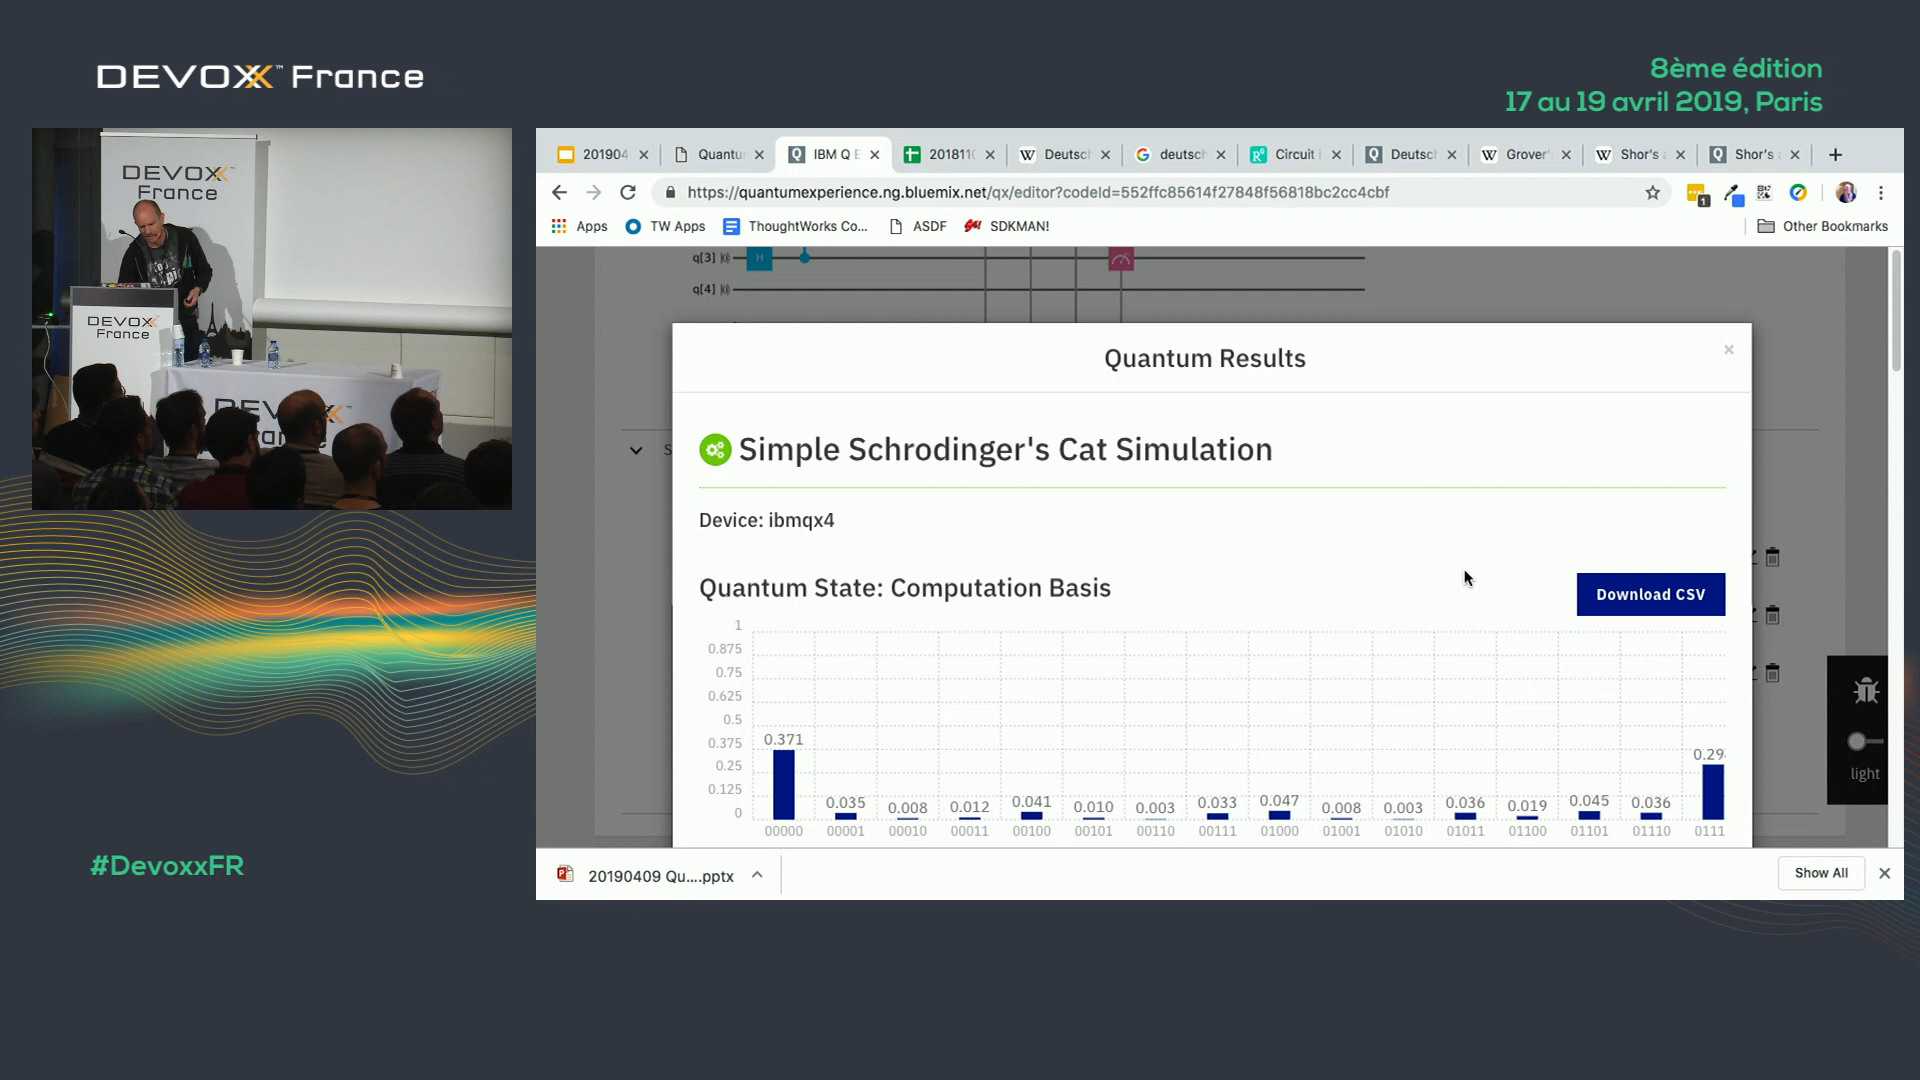 DEVOXX™ France
8ème édition
17 au 19 avril 2019, Paris
DEVOXX™
France
DEVOXX
France
DEVOXX
France
201904
Quantu
IBM Q E
201811
Deutsc
deutsch
Circuit
Deutsc
Grover'
Shor's a
Shor's a
https://quantumexperience.ng.bluemix.net/qx/editor?codeId=552ffc85614f27848f56818bc2cc4cbf
1
Apps
TW Apps
ThoughtWorks Co...
ASDF
SDKMAN!
Other Bookmarks
q[3]
H
q[4]
Quantum Results
×
S
Simple Schrodinger's Cat Simulation
Device: ibmqx4
Quantum State: Computation Basis
Download CSV
1
0.875
0.75
0.625
0.5
0.375
0.25
0.125
0
0.371 0.035 0.008 0.012 0.041 0.010 0.003 0.033 0.047 0.008 0.003 0.036 0.019 0.045 0.036 0.29
00000 00001 00010 00011 00100 00101 00110 00111 01000 01001 01010 01011 01100 01101 01110 0111
light
20190409 Qu....pptx
Show All
#DevoxxFR